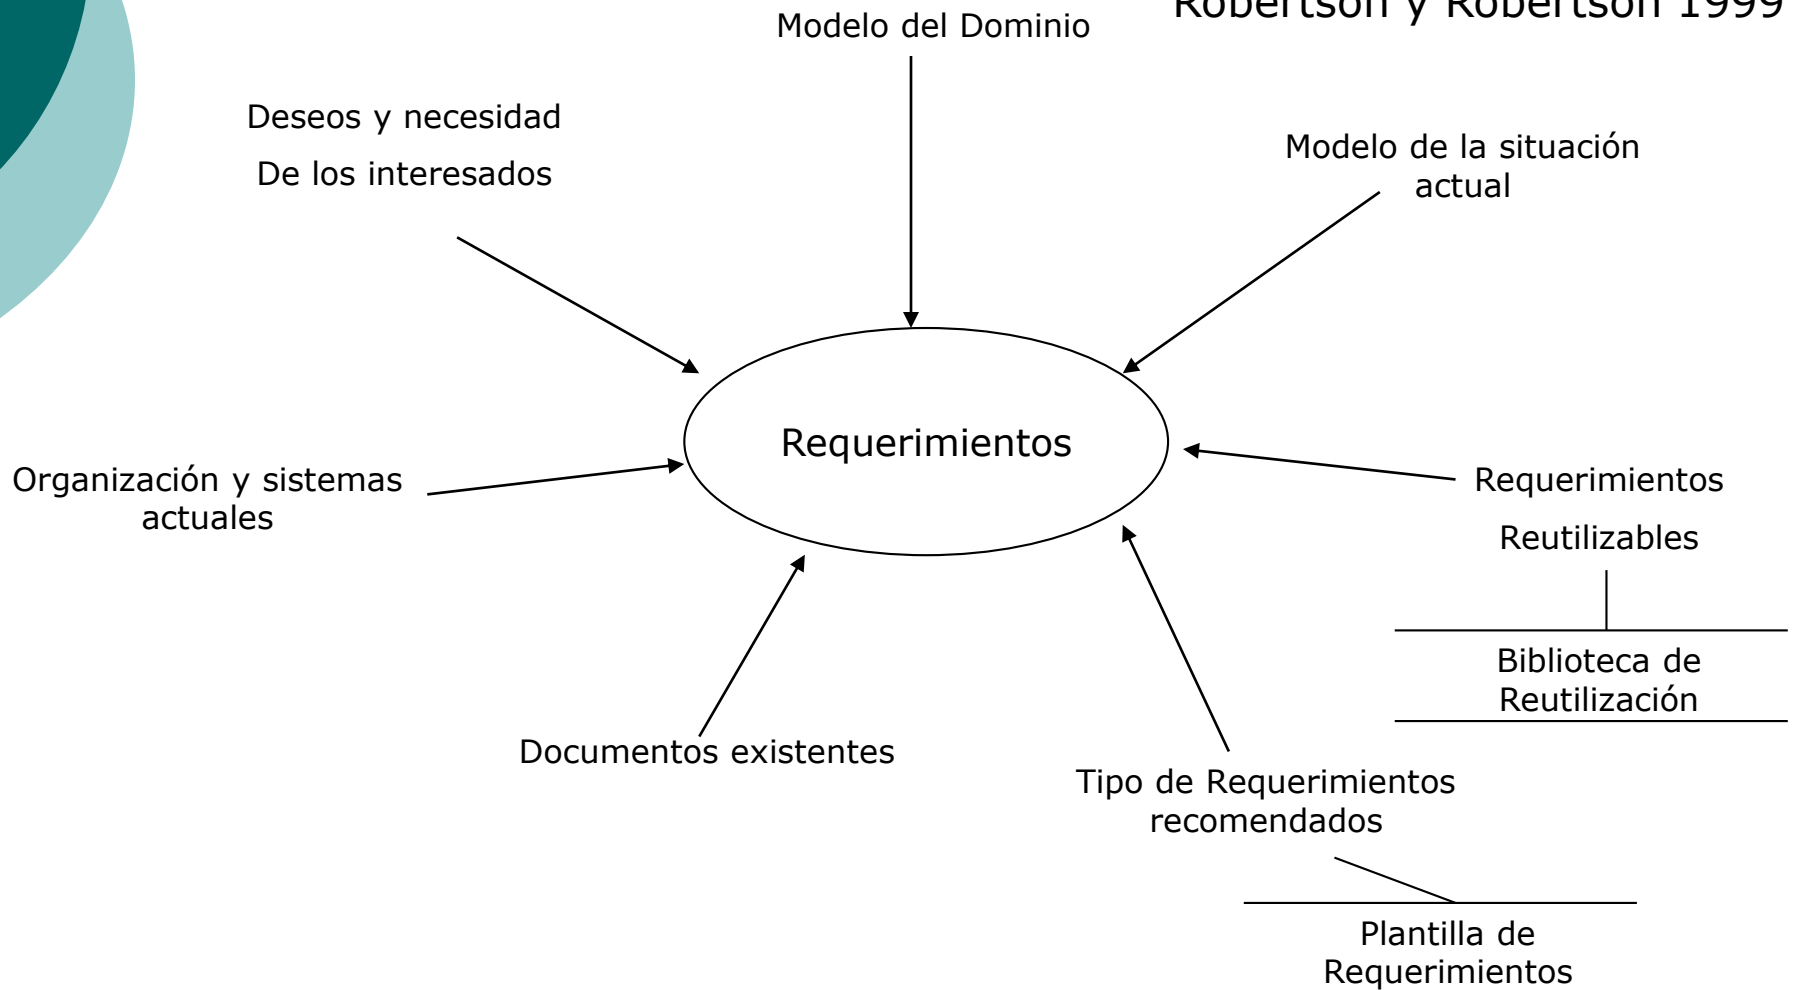 Robertson y Robertson 1999
Modelo del Dominio
Deseos y necesidad
De los interesados
Modelo de la situación
actual
Requerimientos
Organización y sistemas
actuales
Requerimientos
Reutilizables
Biblioteca de
Reutilización
Documentos existentes
Tipo de Requerimientos
recomendados
Plantilla de
Requerimientos